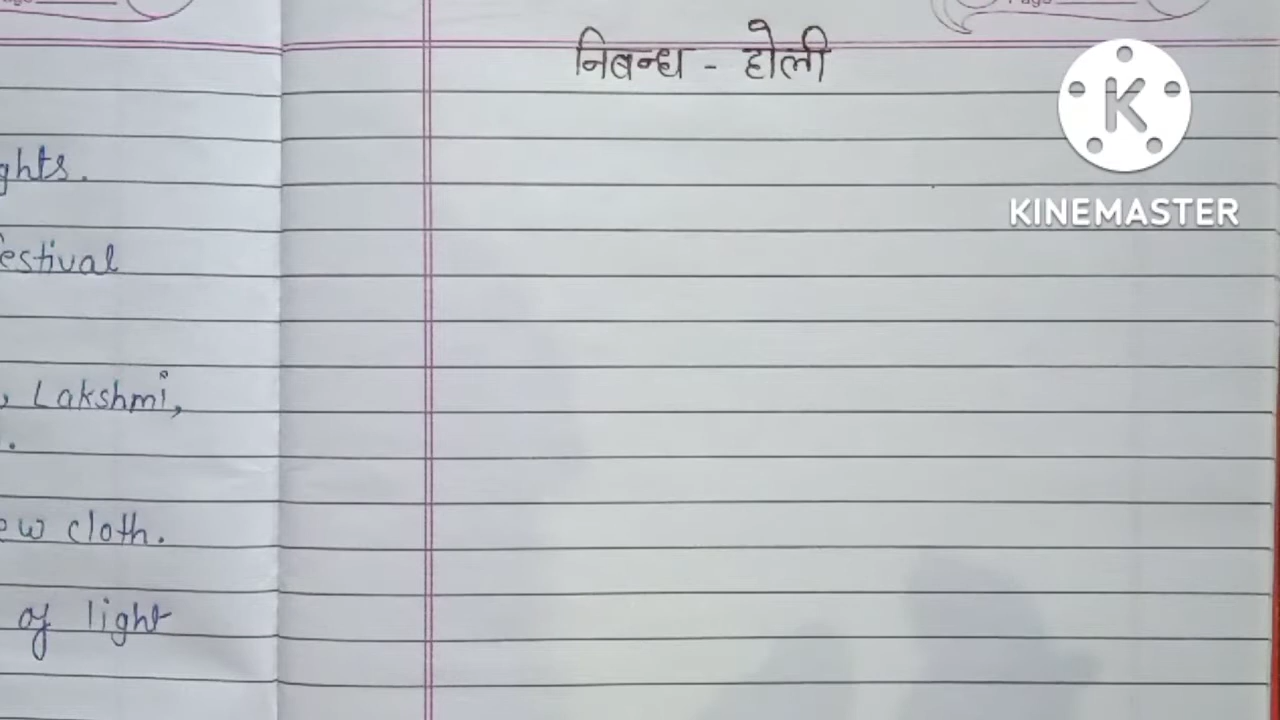 निबन्ध - होली
KINEMASTER
ghts.
estival
, Lakshmi,
.
ew cloth.
of light